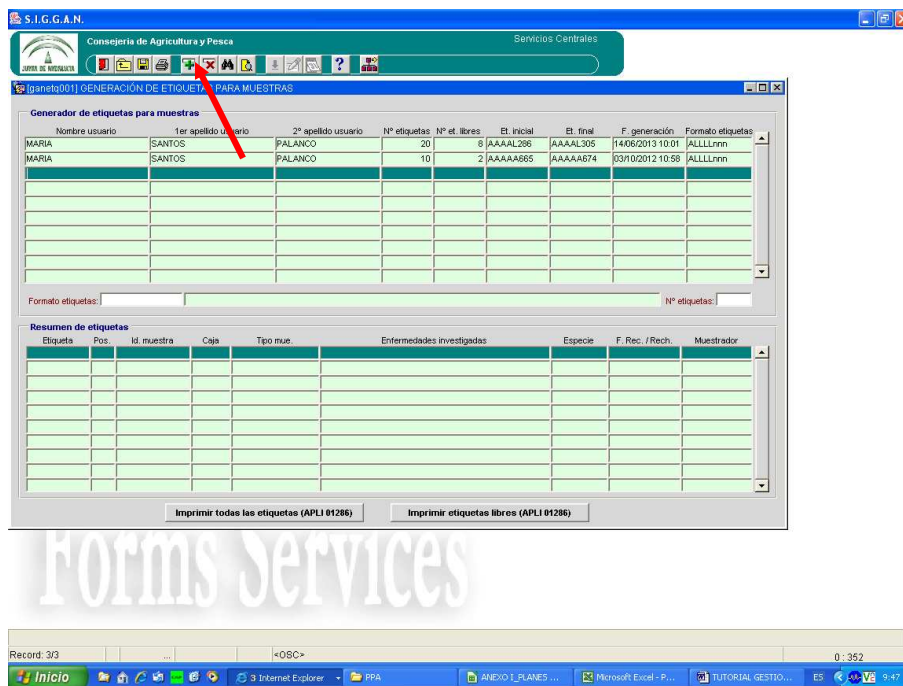 S.I.G.G.A.N.
Consejería de Agricultura y Pesca
Servicios Centrales
JUNTA DE ANDALUCIA
[ganetq001] GENERACIÓN DE ETIQUETAS PARA MUESTRAS
Generador de etiquetas para muestras
Nombre usuario 1er apellido usuario 2º apellido usuario Nº etiquetas Nº et. libres Et. inicial Et. final F. generación Formato etiquetas
MARIA SANTOS PALANCO 20 8 AAAAL286 AAAAL305 14/06/2013 10:01 ALLLLnnn
MARIA SANTOS PALANCO 10 2 AAAAA665 AAAAA674 03/10/2012 10:58 ALLLLnnn
Formato etiquetas: Nº etiquetas:
Resumen de etiquetas
Etiqueta Pos. Id. muestra Caja Tipo mue. Enfermedades investigadas Especie F. Rec. / Rech. Muestrador
Imprimir todas las etiquetas (APLI 01286) Imprimir etiquetas libres (APLI 01286)
Forms Services
Record: 3/3 ... <OSC> 0 : 352
Inicio 3 Internet Explorer PPA ANEXO I_PLANES ... Microsoft Excel - P... TUTORIAL GESTIO... ES 9:47